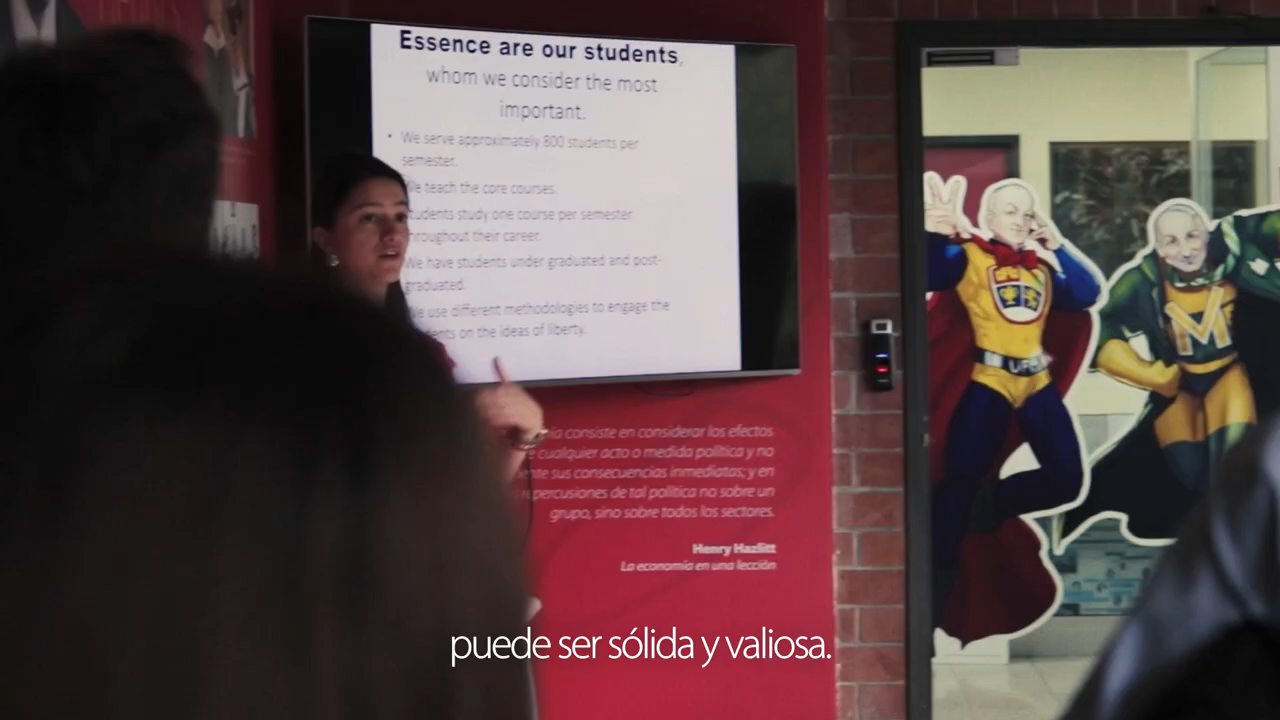 Essence are our students,
whom we consider the most
important.
• We serve approximately 800 students per
semester.
We teach the core courses.
students study one course per semester
throughout their career.
We have students under graduated and post-
graduated.
We use different methodologies to engage the
students on the ideas of liberty.
consiste en considerar los efectos
cualquier acto o medida política y no
sus consecuencias inmediatas; y en
repercusiones de tal política no sobre un
grupo, sino sobre todos los sectores.
Henry Hazlitt
La economía en una lección
M
puede ser sólida y valiosa.